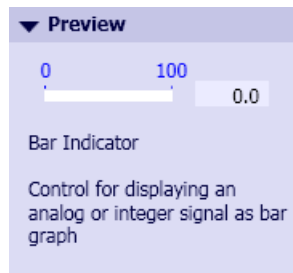 Preview
0 100
0.0
Bar Indicator
Control for displaying an
analog or integer signal as bar
graph